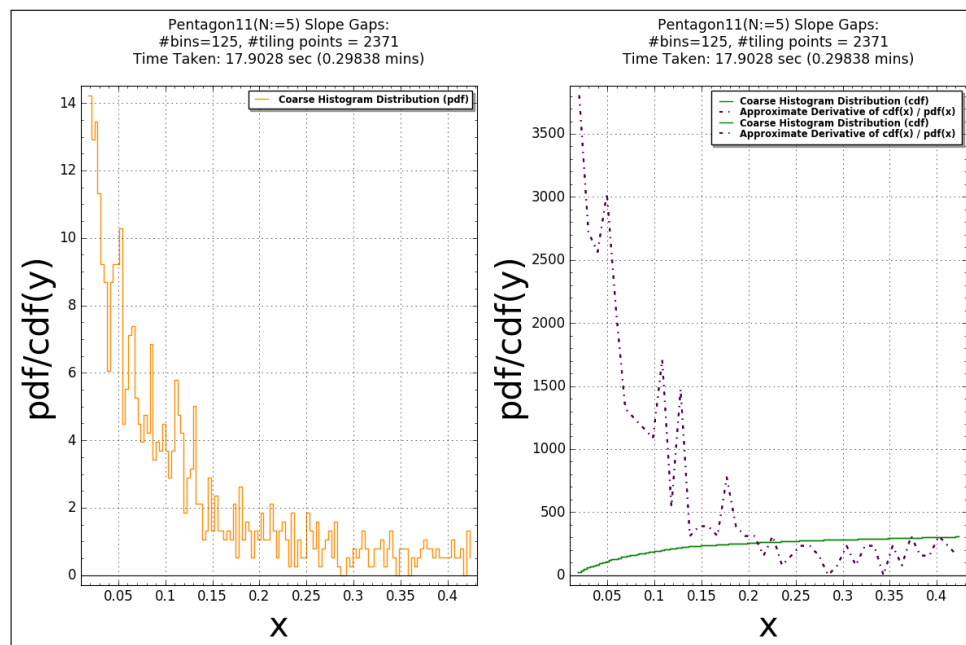 Pentagon11(N:=5) Slope Gaps:
#bins=125, #tiling points = 2371
Time Taken: 17.9028 sec (0.29838 mins)
Coarse Histogram Distribution (pdf)
14
12
10
8
6
4
2
0
0.05 0.1 0.15 0.2 0.25 0.3 0.35 0.4
pdf/cdf(y)
x
Pentagon11(N:=5) Slope Gaps:
#bins=125, #tiling points = 2371
Time Taken: 17.9028 sec (0.29838 mins)
Coarse Histogram Distribution (cdf)
Approximate Derivative of cdf(x) / pdf(x)
Coarse Histogram Distribution (cdf)
Approximate Derivative of cdf(x) / pdf(x)
3500
3000
2500
2000
1500
1000
500
0
0.05 0.1 0.15 0.2 0.25 0.3 0.35 0.4
pdf/cdf(y)
x